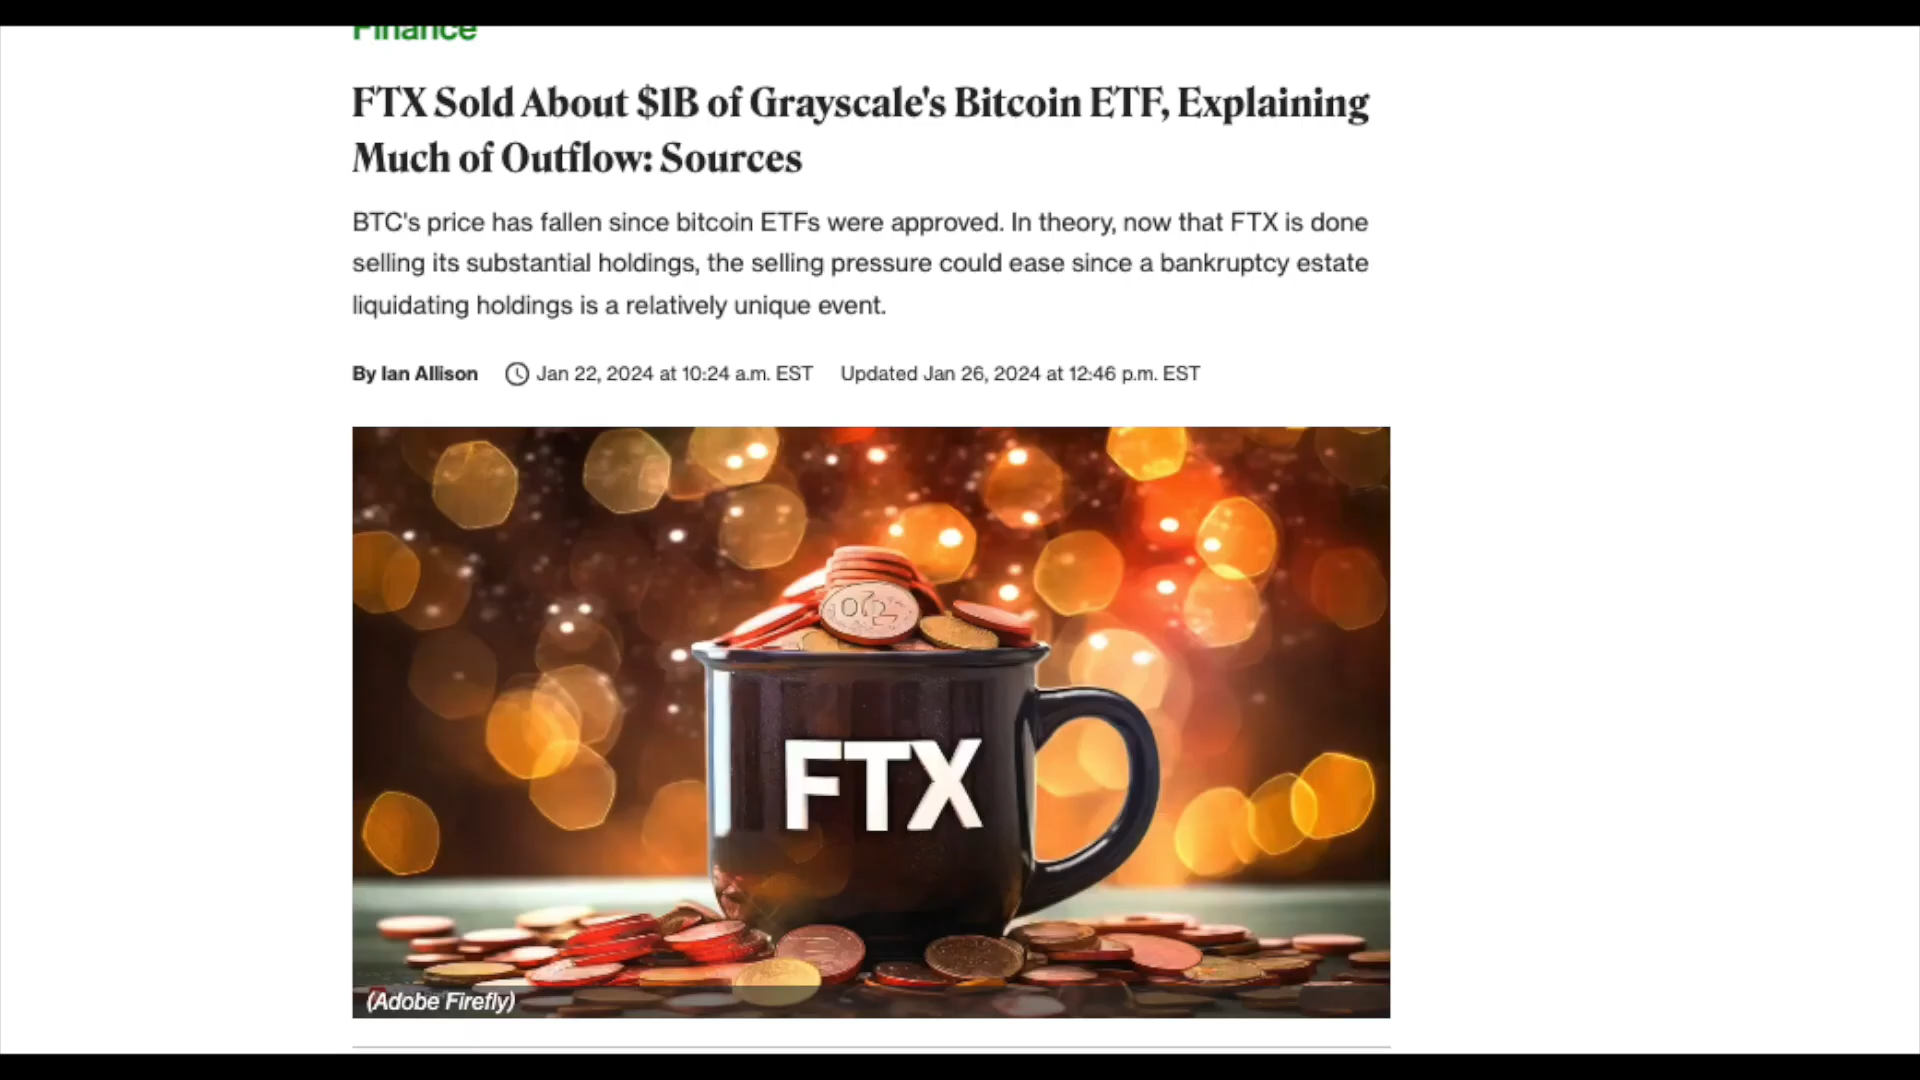 Finance
FTX Sold About $1B of Grayscale's Bitcoin ETF, Explaining
Much of Outflow: Sources
BTC's price has fallen since bitcoin ETFs were approved. In theory, now that FTX is done
selling its substantial holdings, the selling pressure could ease since a bankruptcy estate
liquidating holdings is a relatively unique event.
By Ian Allison Jan 22, 2024 at 10:24 a.m. EST Updated Jan 26, 2024 at 12:46 p.m. EST
FTX
(Adobe Firefly)